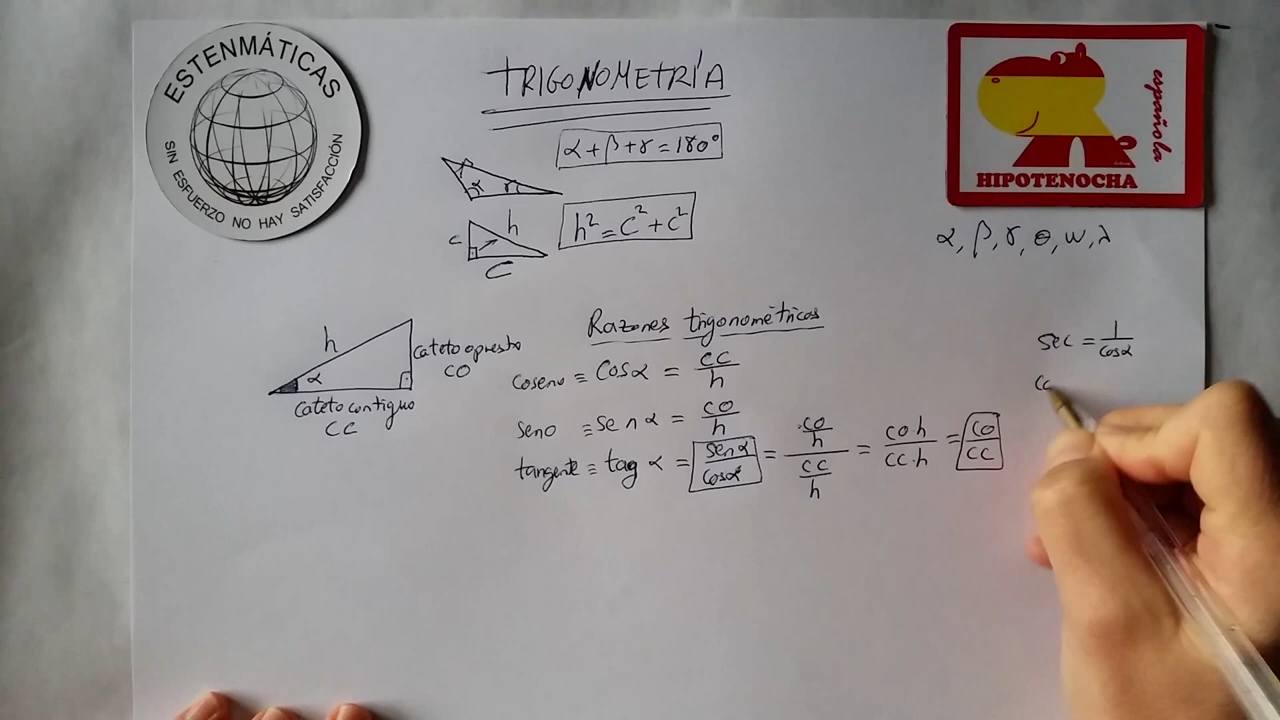 ESTENMÁTICAS
SIN ESFUERZO NO HAY SATISFACCIÓN
TRIGONOMETRÍA
española
HIPOTENOCHA
α + β + γ = 180°
h² = C² + C²
h
C
C
α, β, γ, θ, w, λ
Razones trigonométricas
h
α
cateto opuesto
CO
cateto contiguo
CC
coseno ≡ cos α = CC/h
seno ≡ sen α = CO/h
tangente ≡ tag α = sen α/cos α = (CO/h)/(CC/h) = CO h/CC·h = CO/CC
sec = 1/cos α